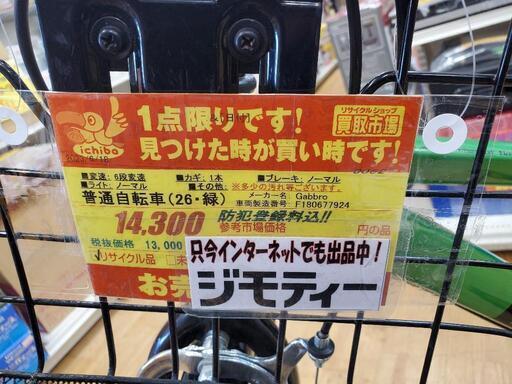 1点限りです!
見つけた時が買い時です!
リサイクルショップ
買取市場
ichibo
■変速:6段変速 ■カギ:1本 ■ブレーキ:ノーマル
■ライト:ノーマル ■その他:※多少の汚れ等ございます。
普通自転車(26・緑)
メーカー名:Gabbro
車両製造番号:F180677924
14,300 防犯登録料込!!
参考市場価格 円の品
税抜価格 13,000
リサイクル品
お売
只今インターネットでも出品中!
ジモティー